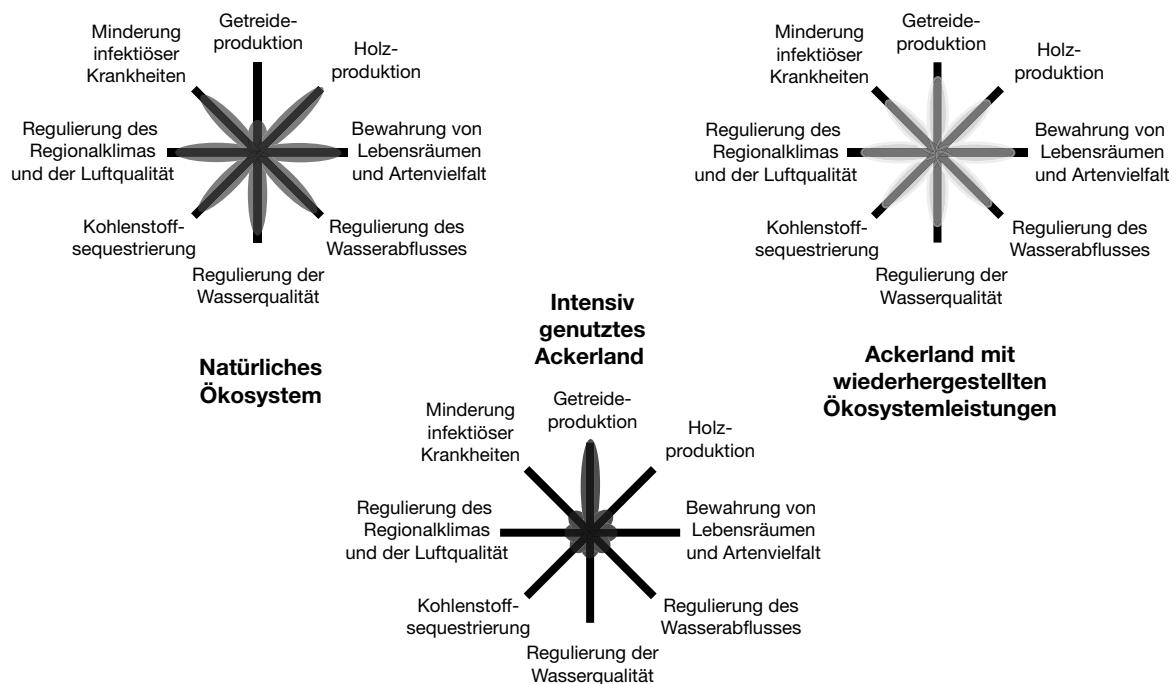 Getreide-
produktion
Minderung
infektiöser
Krankheiten
Holz-
produktion
Regulierung des
Regionalklimas
und der Luftqualität
Bewahrung von
Lebensräumen
und Artenvielfalt
Kohlenstoff-
sequestrierung
Regulierung des
Wasserabflusses
Regulierung der
Wasserqualität
Natürliches
Ökosystem
Getreide-
produktion
Minderung
infektiöser
Krankheiten
Holz-
produktion
Regulierung des
Regionalklimas
und der Luftqualität
Bewahrung von
Lebensräumen
und Artenvielfalt
Kohlenstoff-
sequestrierung
Regulierung des
Wasserabflusses
Regulierung der
Wasserqualität
Ackerland mit
wiederhergestellten
Ökosystemleistungen
Intensiv
genutztes
Ackerland
Getreide-
produktion
Minderung
infektiöser
Krankheiten
Holz-
produktion
Regulierung des
Regionalklimas
und der Luftqualität
Bewahrung von
Lebensräumen
und Artenvielfalt
Kohlenstoff-
sequestrierung
Regulierung des
Wasserabflusses
Regulierung der
Wasserqualität